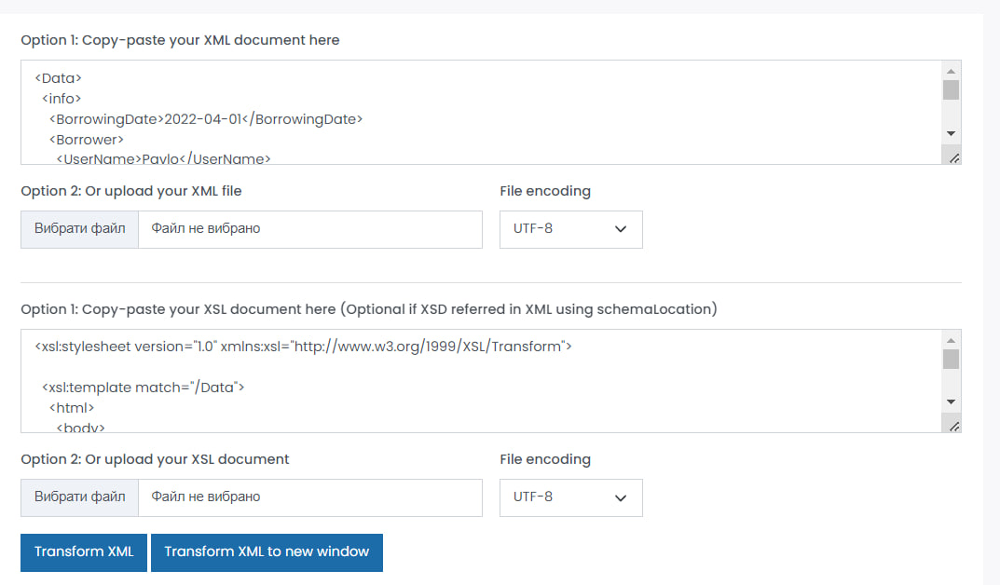 Option 1: Copy-paste your XML document here
<Data>
<info>
<BorrowingDate>2022-04-01</BorrowingDate>
<Borrower>
<UserName>Pavlo</UserName>
Option 2: Or upload your XML file
File encoding
Вибрати файл
Файл не вибрано
UTF-8
Option 1: Copy-paste your XSL document here (Optional if XSD referred in XML using schemaLocation)
<xsl:stylesheet version="1.0" xmlns:xsl="http://www.w3.org/1999/XSL/Transform">
<xsl:template match="/Data">
<html>
<body>
Option 2: Or upload your XSL document
File encoding
Вибрати файл
Файл не вибрано
UTF-8
Transform XML
Transform XML to new window